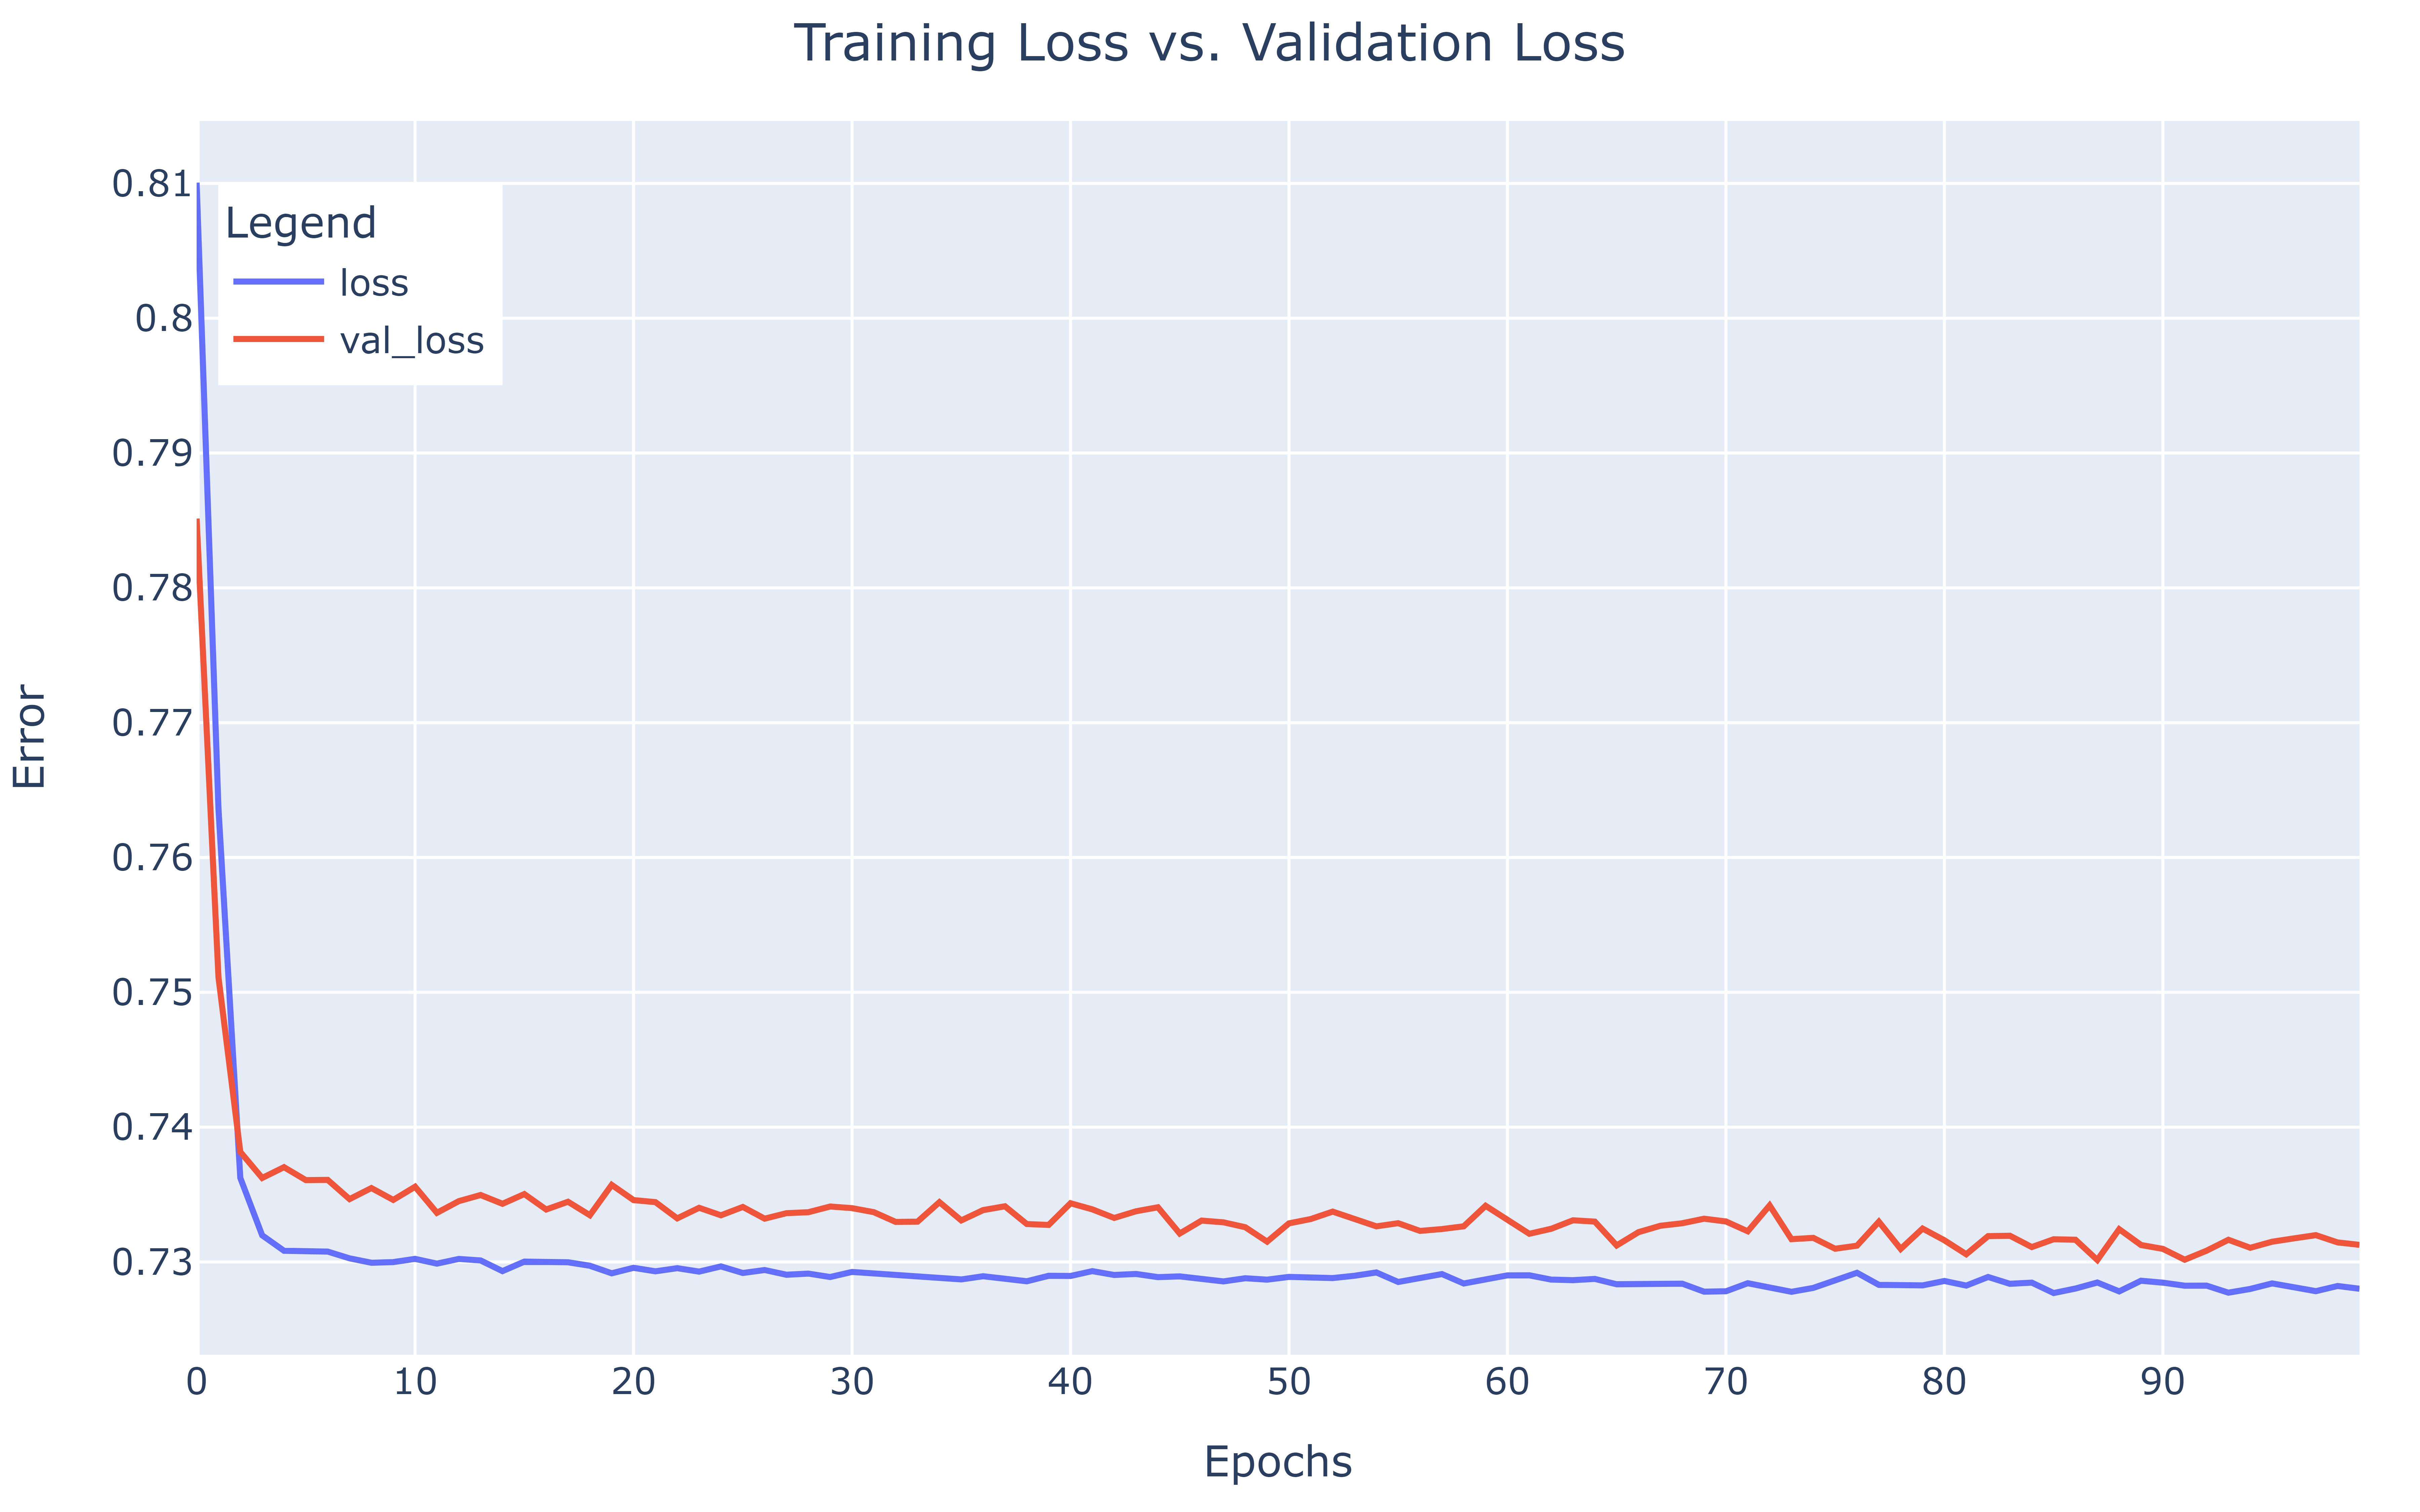 Training Loss vs. Validation Loss
0.81
Legend
loss
0.8
val_loss
0.79
0.78
0.77
Error
0.76
0.75
0.74
0.73
0 10 20 30 40 50 60 70 80 90
Epochs